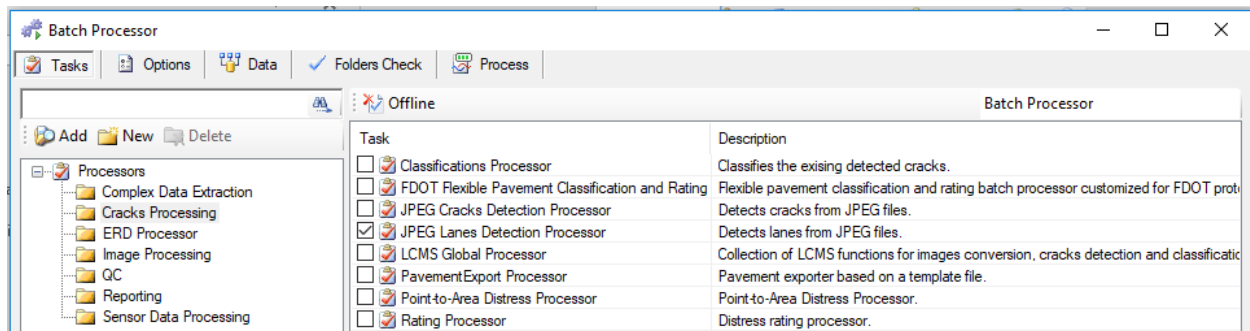 Batch Processor
Tasks Options Data Folders Check Process
Offline Batch Processor
Add New Delete
Task Description
Processors
Complex Data Extraction
Cracks Processing
ERD Processor
Image Processing
QC
Reporting
Sensor Data Processing
Classifications Processor Classifies the exising detected cracks.
FDOT Flexible Pavement Classification and Rating Flexible pavement classification and rating batch processor customized for FDOT prot
JPEG Cracks Detection Processor Detects cracks from JPEG files.
JPEG Lanes Detection Processor Detects lanes from JPEG files.
LCMS Global Processor Collection of LCMS functions for images conversion, cracks detection and classificatic
PavementExport Processor Pavement exporter based on a template file.
Point-to-Area Distress Processor Point-to-Area Distress Processor.
Rating Processor Distress rating processor.